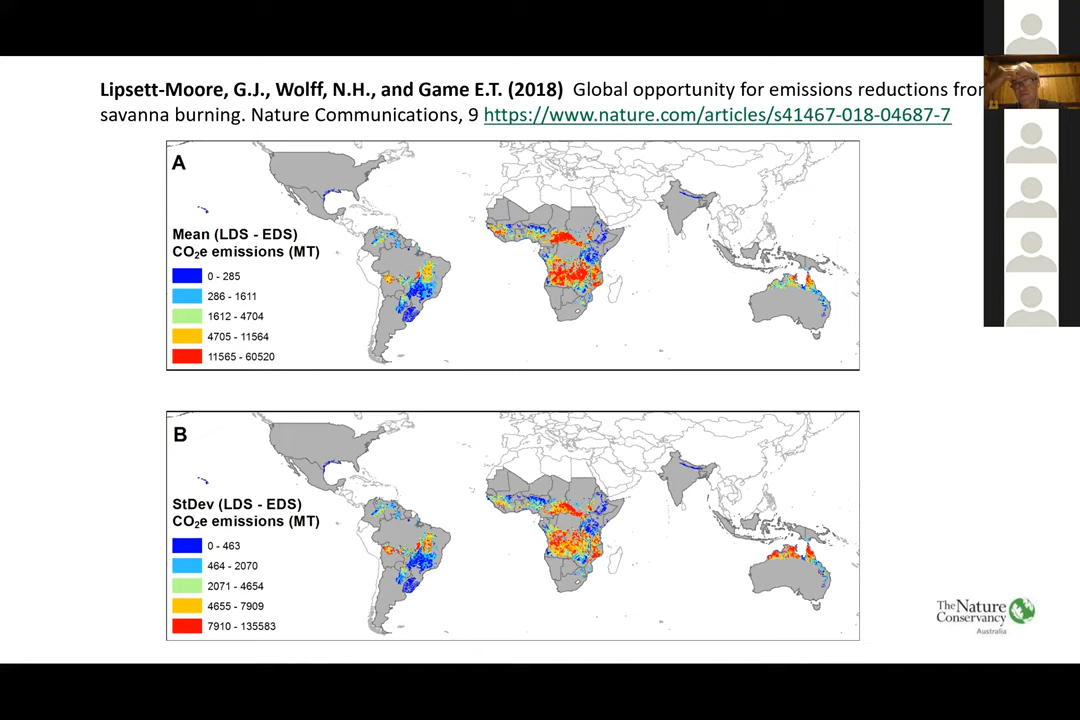 Lipsett-Moore, G.J., Wolff, N.H., and Game E.T. (2018) Global opportunity for emissions reductions from
savanna burning. Nature Communications, 9 https://www.nature.com/articles/s41467-018-04687-7
A
Mean (LDS - EDS)
CO₂e emissions (MT)
0 - 285
286 - 1611
1612 - 4704
4705 - 11564
11565 - 60520
B
StDev (LDS - EDS)
CO₂e emissions (MT)
0 - 463
464 - 2070
2071 - 4654
4655 - 7909
7910 - 135583
The Nature
Conservancy
Australia